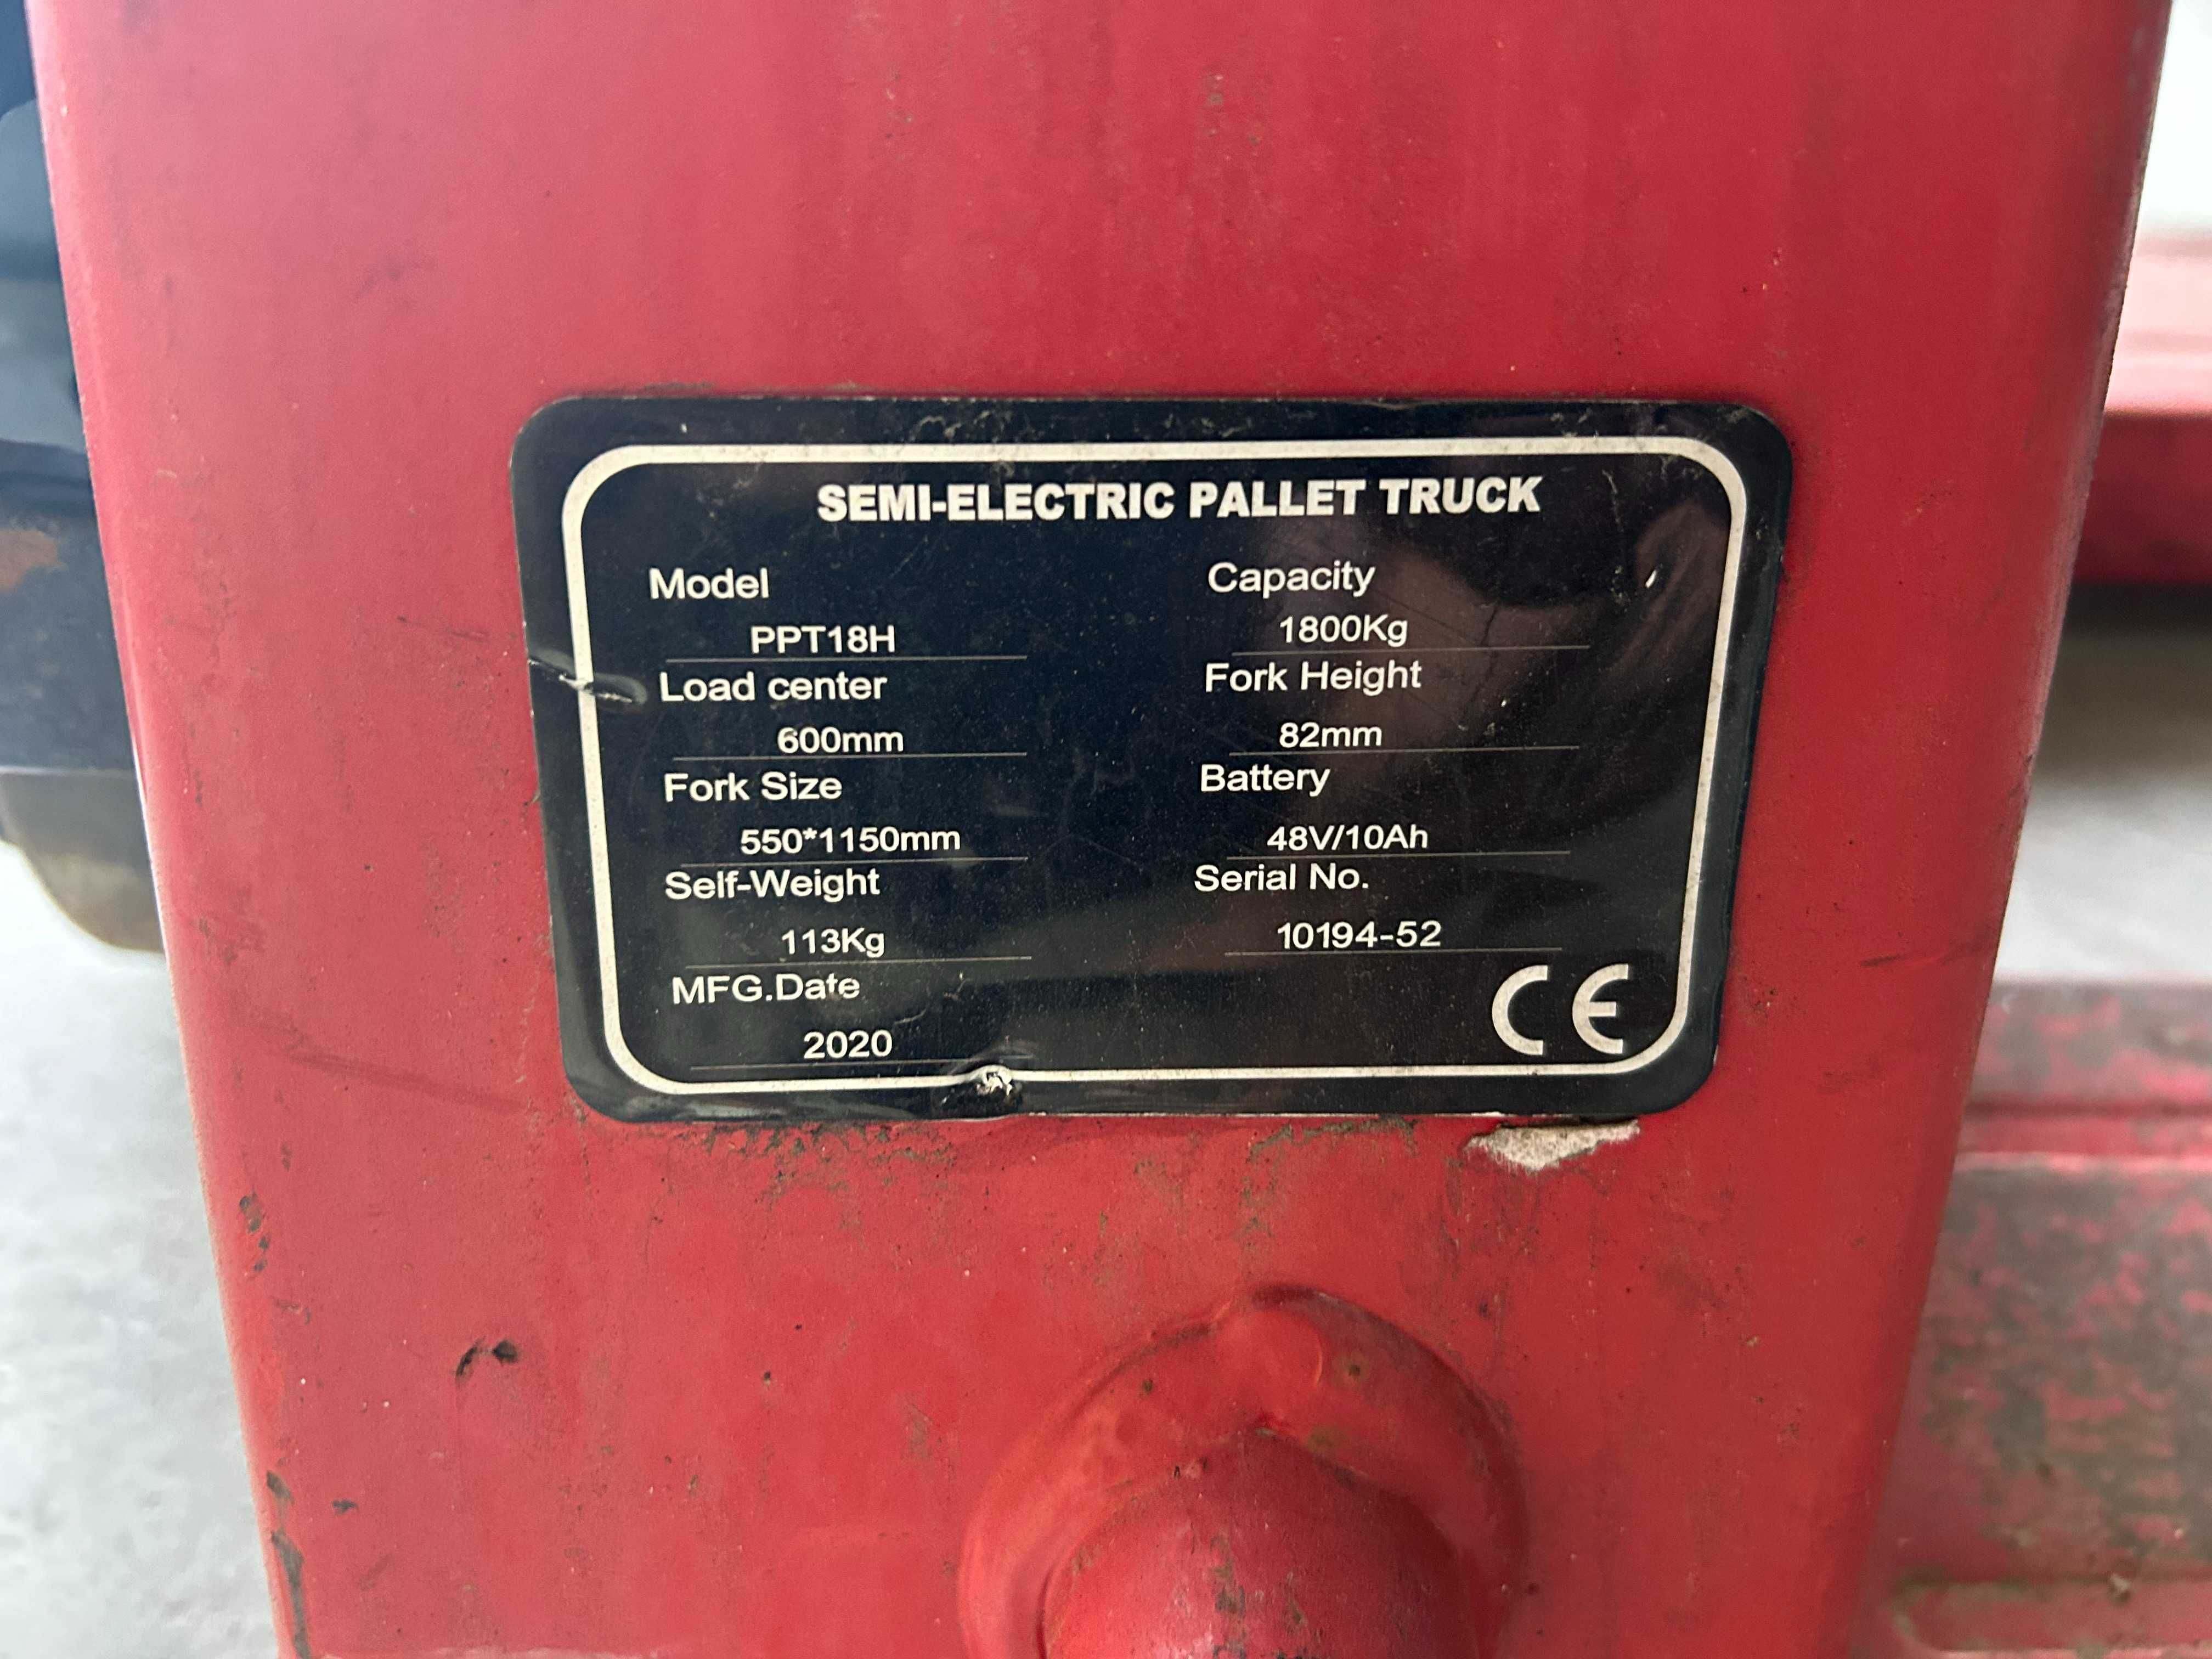 SEMI-ELECTRIC PALLET TRUCK
Model Capacity
PPT18H 1800Kg
Load center Fork Height
600mm 82mm
Fork Size Battery
550*1150mm 48V/10Ah
Self-Weight Serial No.
113Kg 10194-52
MFG.Date
2020
CE